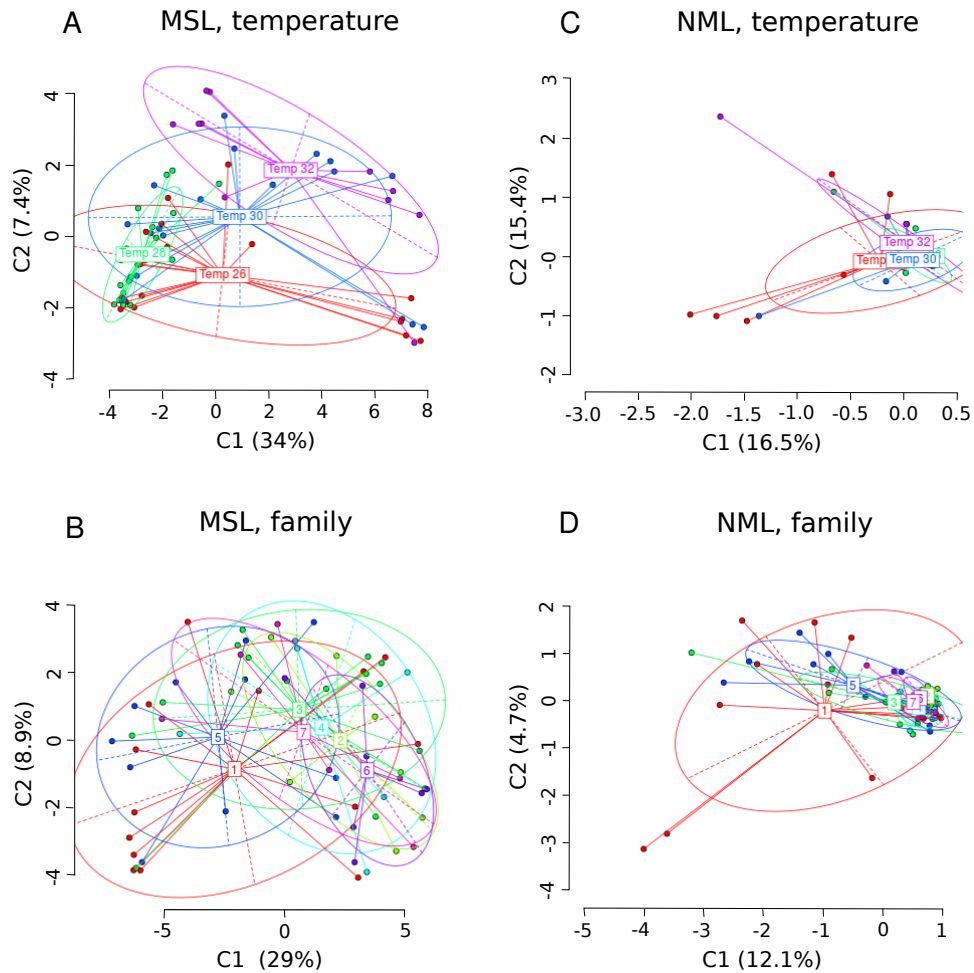 A MSL, temperature
C2 (7.4%)
4
2
0
-2
-4
Temp 32
Temp 30
Temp 28
Temp 26
-4 -2 0 2 4 6 8
C1 (34%)
C NML, temperature
C2 (15.4%)
3
2
1
-0
-1
-2
Temp 32
Temp
Temp 30
-3.0 -2.5 -2.0 -1.5 -1.0 -0.5 0.0 0.5
C1 (16.5%)
B MSL, family
C2 (8.9%)
4
2
0
-2
-4
3
4
5
7
2
1
6
-5 0 5
C1 (29%)
D NML, family
C2 (4.7%)
2
1
0
-1
-2
-3
-4
5
3
7
1
-5 -4 -3 -2 -1 0 1
C1 (12.1%)